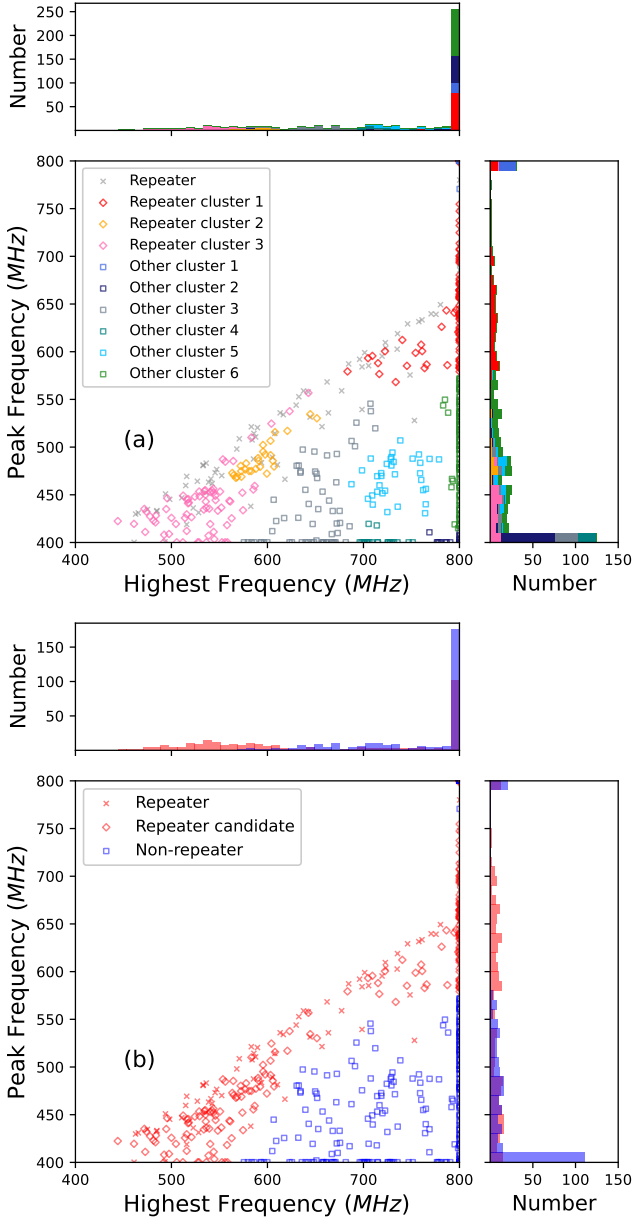 250
200
150
100
50
Number
800
750
700
650
600
550
500
450
400
Peak Frequency (MHz)
Repeater
Repeater cluster 1
Repeater cluster 2
Repeater cluster 3
Other cluster 1
Other cluster 2
Other cluster 3
Other cluster 4
Other cluster 5
Other cluster 6
(a)
400 500 600 700 800
Highest Frequency (MHz)
50 100 150
Number
150
100
50
Number
800
750
700
650
600
550
500
450
400
Peak Frequency (MHz)
Repeater
Repeater candidate
Non-repeater
(b)
400 500 600 700 800
Highest Frequency (MHz)
0 50 100 150
Number